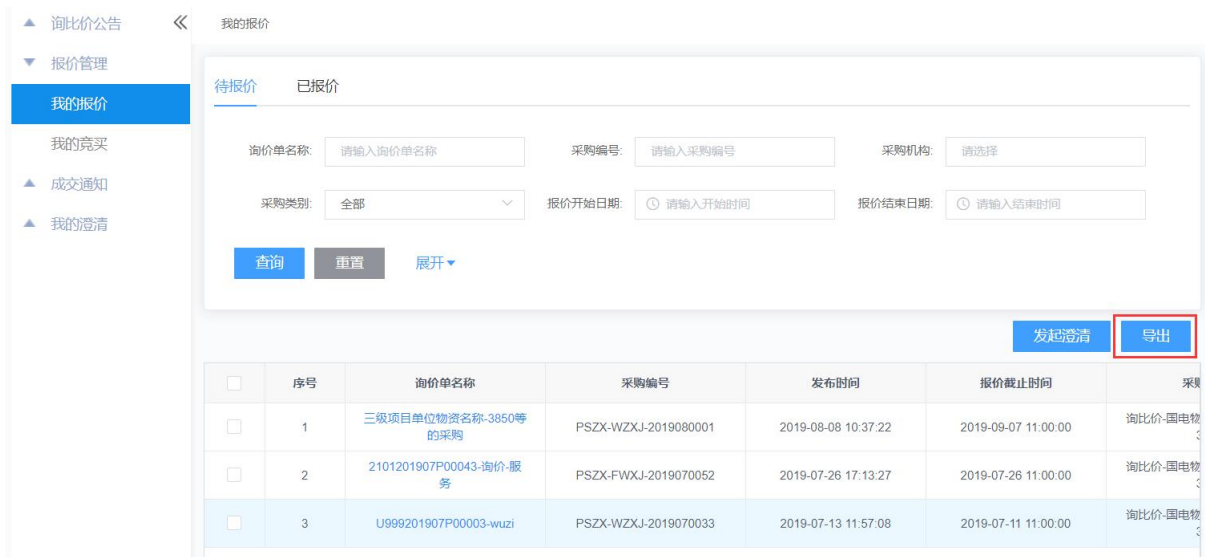 询比价公告
我的报价
报价管理
我的报价
我的竞买
成交通知
我的澄清
待报价 已报价
询价单名称: 请输入询价单名称 采购编号: 请输入采购编号 采购机构: 请选择
采购类别: 全部 报价开始日期: 请输入开始时间 报价结束日期: 请输入结束时间
查询 重置 展开
发起澄清 导出
序号 询价单名称 采购编号 发布时间 报价截止时间
1 三级项目单位物资名称-3850等 PSZX-WZXJ-2019080001 2019-08-08 10:37:22 2019-09-07 11:00:00 询比价-国电物
的采购
2 2101201907P00043-询价-服 PSZX-FWXJ-2019070052 2019-07-26 17:13:27 2019-07-26 11:00:00 询比价-国电物
务
3 U999201907P00003-wuzi PSZX-WZXJ-2019070033 2019-07-13 11:57:08 2019-07-11 11:00:00 询比价-国电物